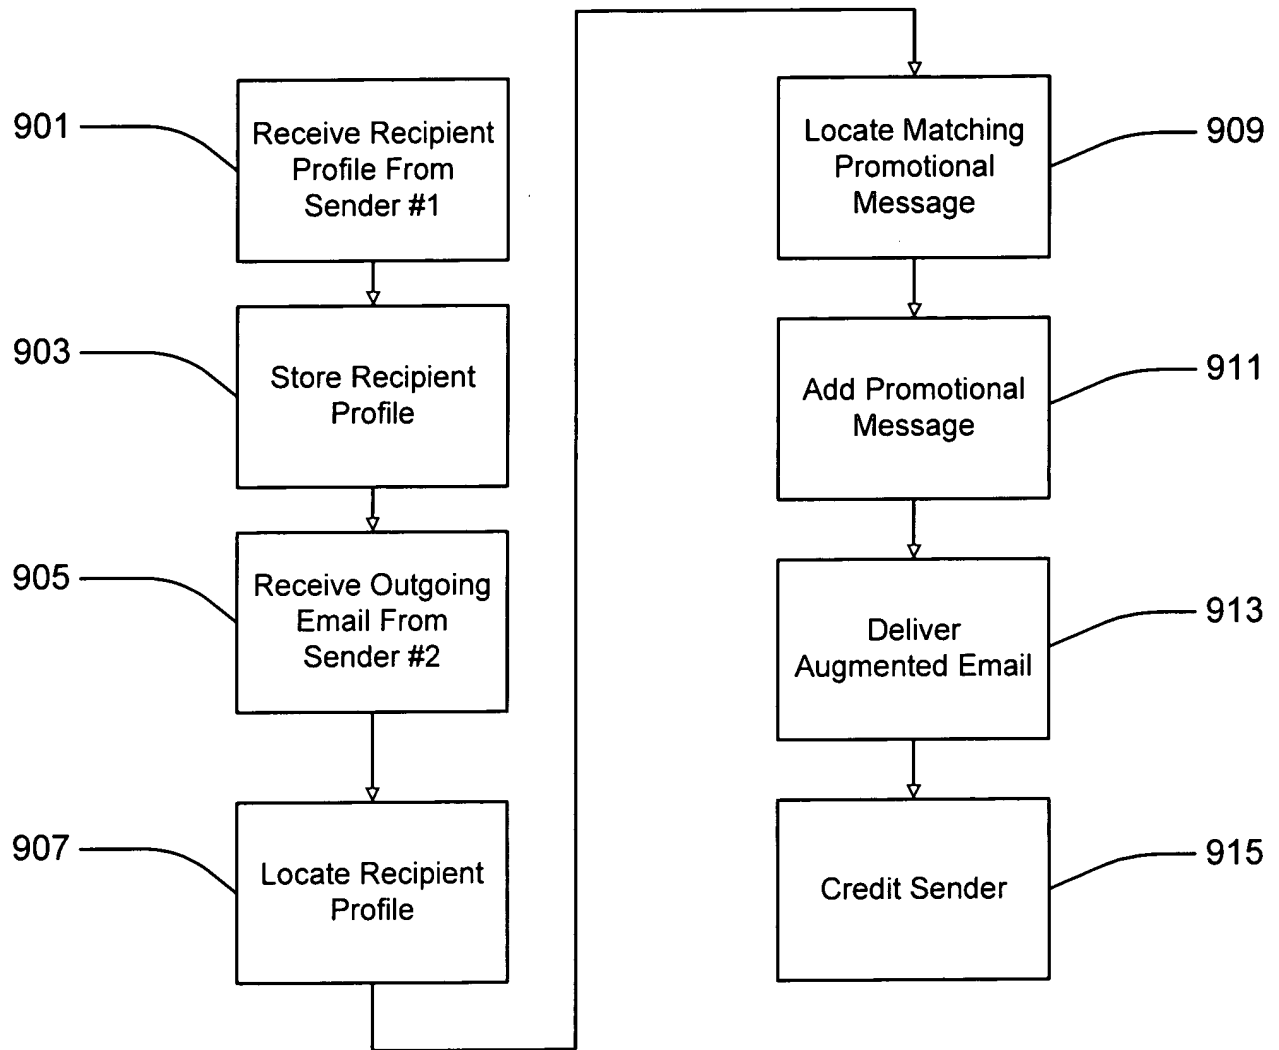 901
Receive Recipient
Profile From
Sender #1
903
Store Recipient
Profile
905
Receive Outgoing
Email From
Sender #2
907
Locate Recipient
Profile
Locate Matching
Promotional
Message
909
Add Promotional
Message
911
Deliver
Augmented Email
913
Credit Sender
915